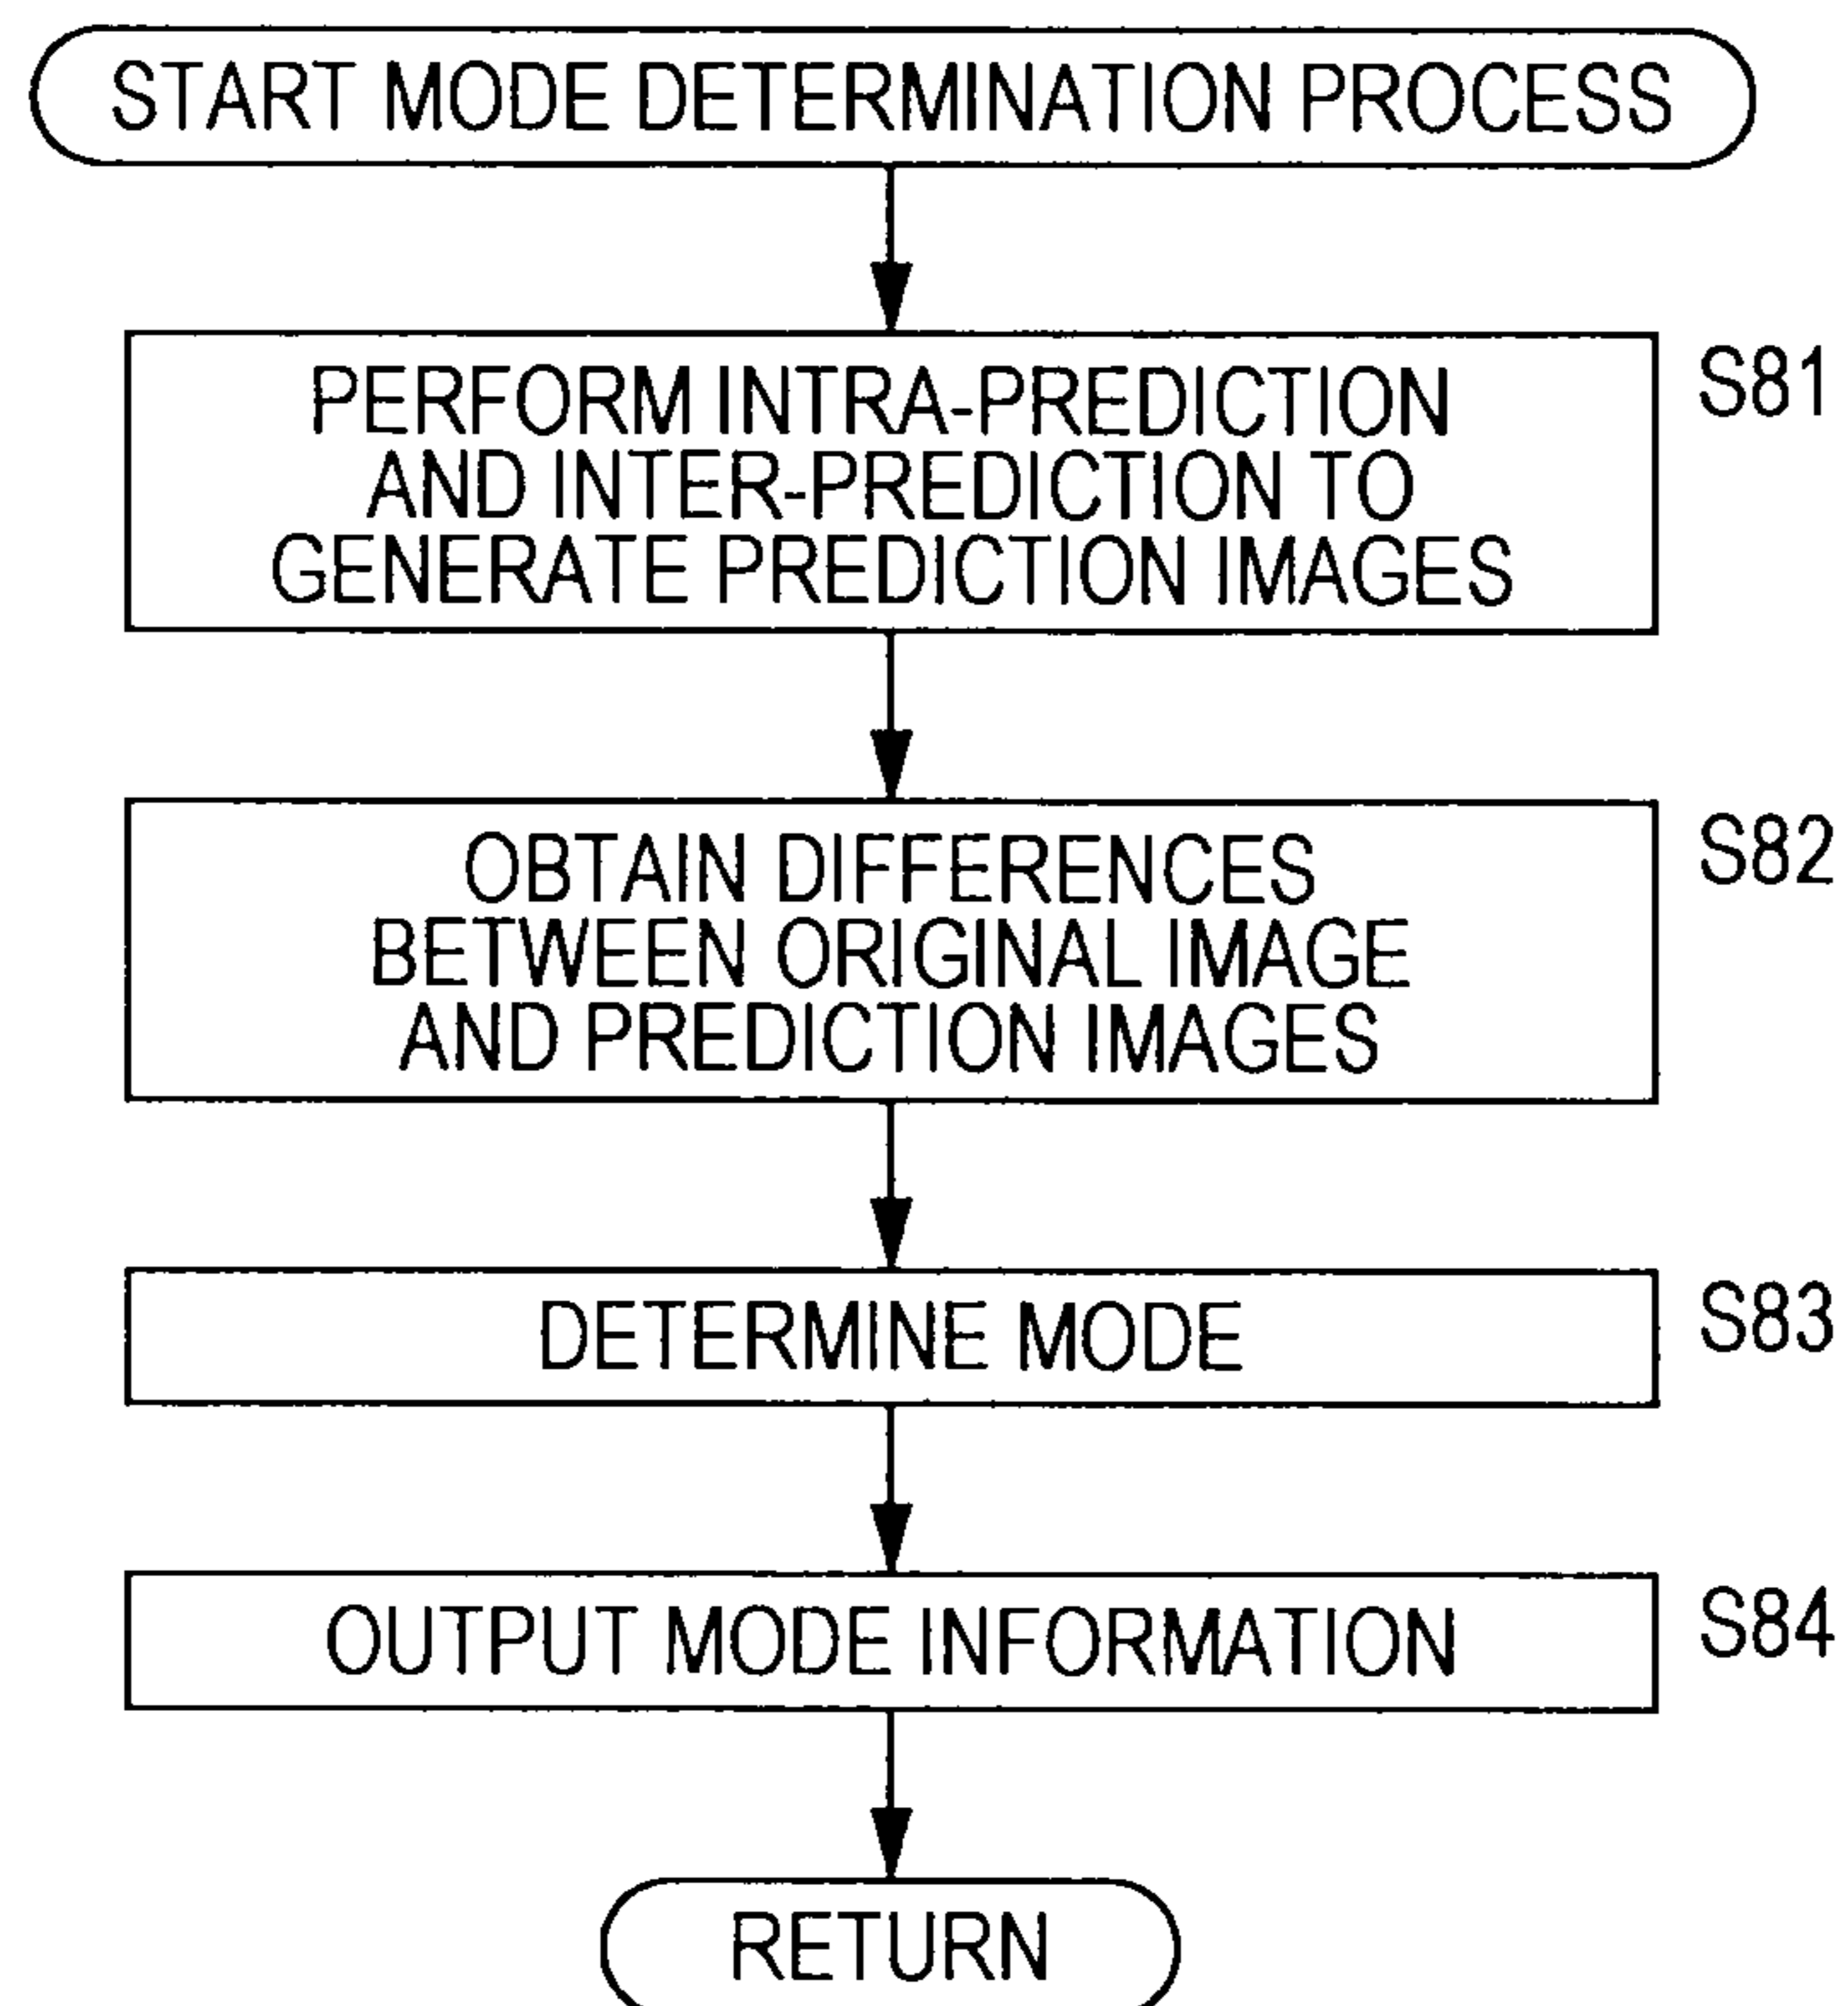 START MODE DETERMINATION PROCESS
PERFORM INTRA-PREDICTION
AND INTER-PREDICTION TO
GENERATE PREDICTION IMAGES
S81
OBTAIN DIFFERENCES
BETWEEN ORIGINAL IMAGE
AND PREDICTION IMAGES
S82
DETERMINE MODE
S83
OUTPUT MODE INFORMATION
S84
RETURN